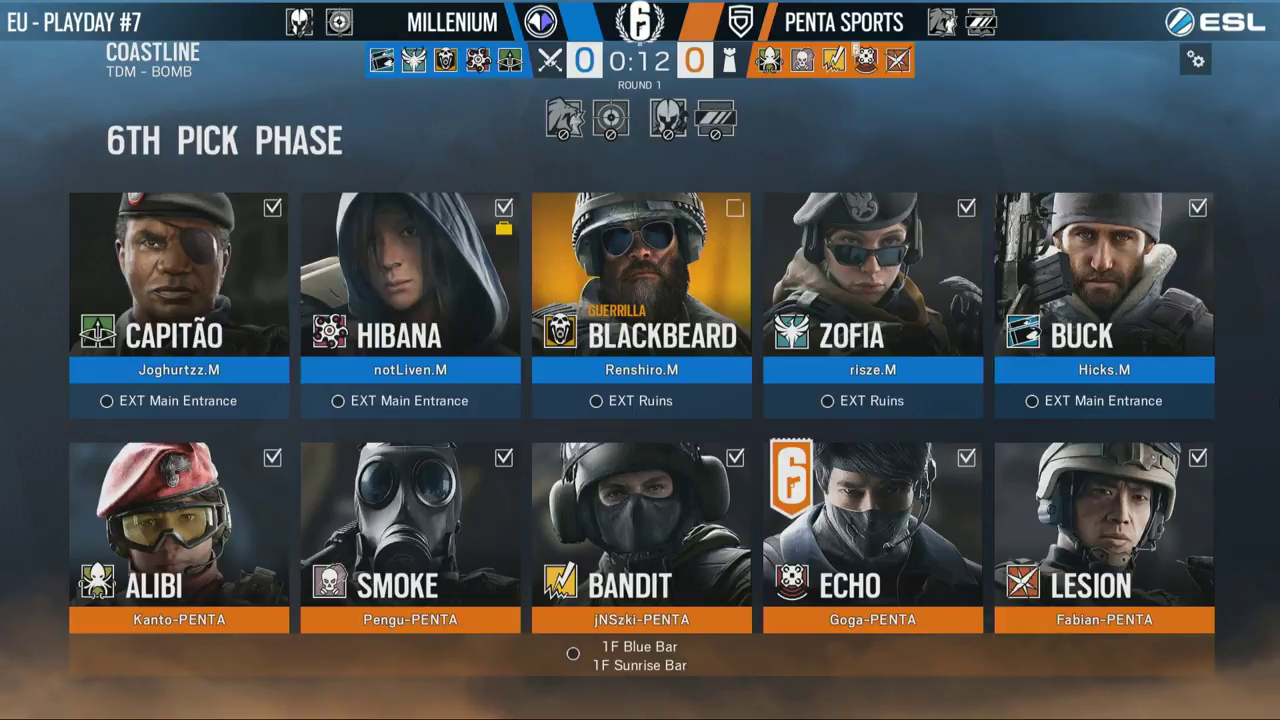 EU - PLAYDAY #7
MILLENIUM
6
PENTA SPORTS
ESL
COASTLINE
TDM - BOMB
0
0:12
0
ROUND 1
6TH PICK PHASE
CAPITÃO
HIBANA
GUERRILLA
BLACKBEARD
ZOFIA
BUCK
Joghurtzz.M
notLiven.M
Renshiro.M
risze.M
Hicks.M
EXT Main Entrance
EXT Main Entrance
EXT Ruins
EXT Ruins
EXT Main Entrance
6
ALIBI
SMOKE
BANDIT
ECHO
LESION
Kanto-PENTA
Pengu-PENTA
jNSzki-PENTA
Goga-PENTA
Fabian-PENTA
1F Blue Bar
1F Sunrise Bar